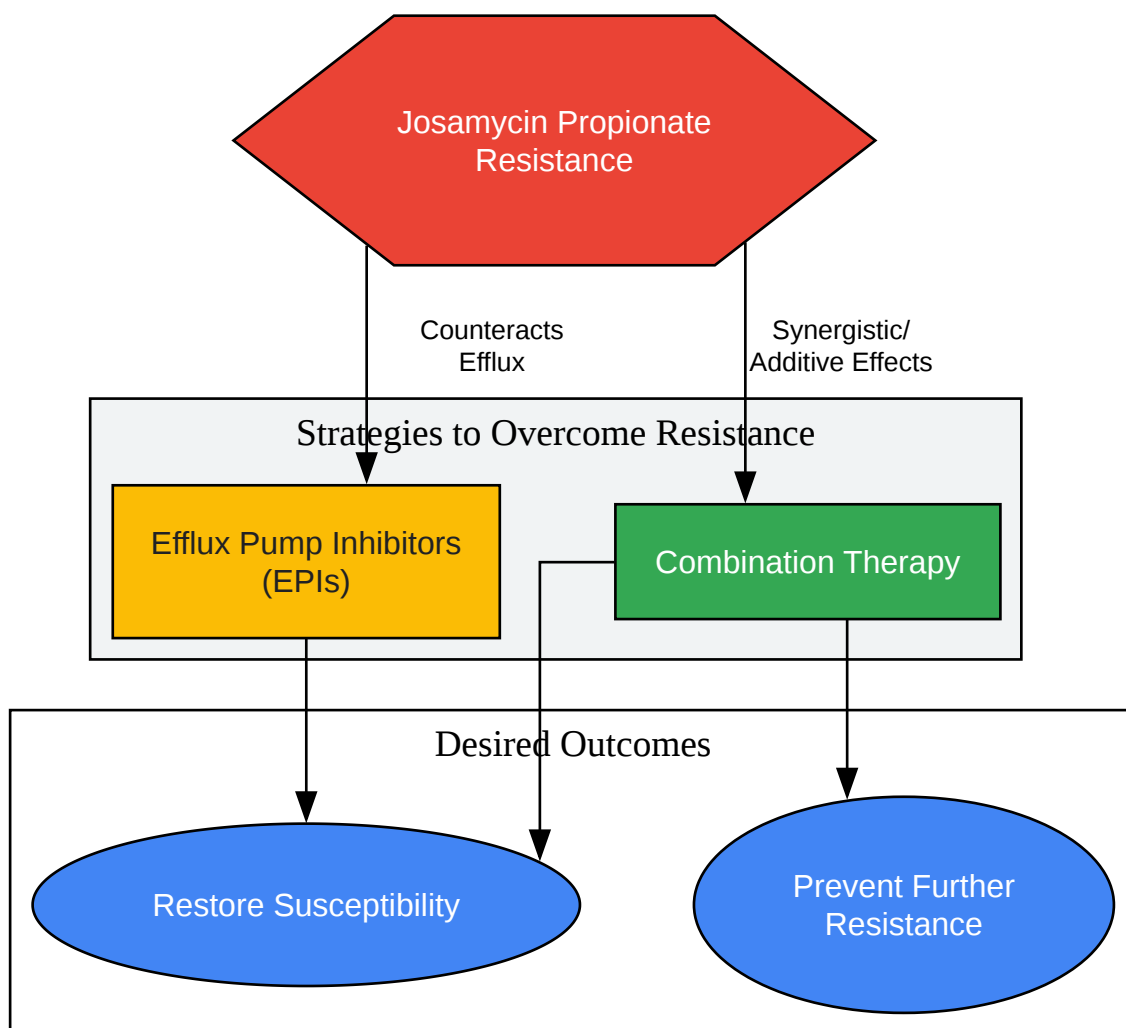 Josamycin Propionate
Resistance
Counteracts
Efflux
Synergistic/
Additive Effects
Strategies to Overcome Resistance
Efflux Pump Inhibitors
(EPIs)
Combination Therapy
Desired Outcomes
Restore Susceptibility
Prevent Further
Resistance